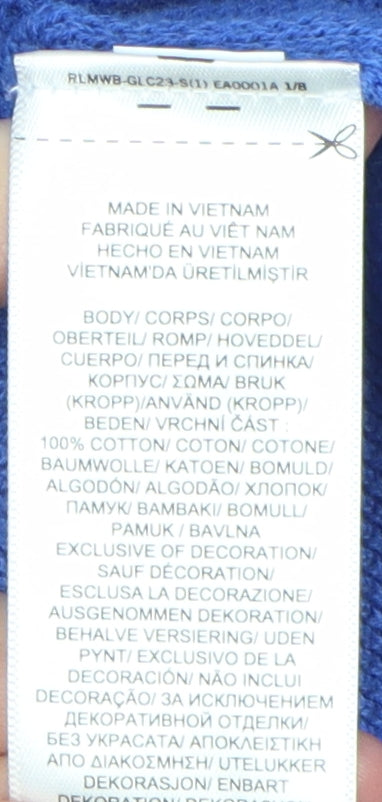 RLMWB-GLC23-S(1) EA0001A 1/B
MADE IN VIETNAM
FABRIQUÉ AU VIÊT NAM
HECHO EN VIETNAM
VİETNAM'DA ÜRETİLMİŞTİR
BODY/ CORPS/ CORPO/
OBERTEIL/ ROMP/ HOVEDDEL/
CUERPO/ ПЕРЕД И СПИНКА/
КОРПУС/ ΣΩΜΑ/ BRUK
(KROPP)/ANVÄND (KROPP)/
BEDEN/ VRCHNÍ ČÁST :
100% COTTON/ COTON/ COTONE/
BAUMWOLLE/ KATOEN/ BOMULD/
ALGODÓN/ ALGODÃO/ ХЛОПОК/
ПАМУК/ ΒΑΜΒΑΚΙ/ BOMULL/
PAMUK / BAVLNA
EXCLUSIVE OF DECORATION/
SAUF DÉCORATION/
ESCLUSA LA DECORAZIONE/
AUSGENOMMEN DEKORATION/
BEHALVE VERSIERING/ UDEN
PYNT/ EXCLUSIVO DE LA
DECORACIÓN/ NÃO INCLUI
DECORAÇÃO/ ЗА ИСКЛЮЧЕНИЕМ
ДЕКОРАТИВНОЙ ОТДЕЛКИ/
БЕЗ УКРАСАТА/ ΑΠΟΚΛΕΙΣΤΙΚΗ
ΑΠΟ ΔΙΑΚΟΣΜΗΣΗ/ UTELUKKER
DEKORASJON/ ENBART